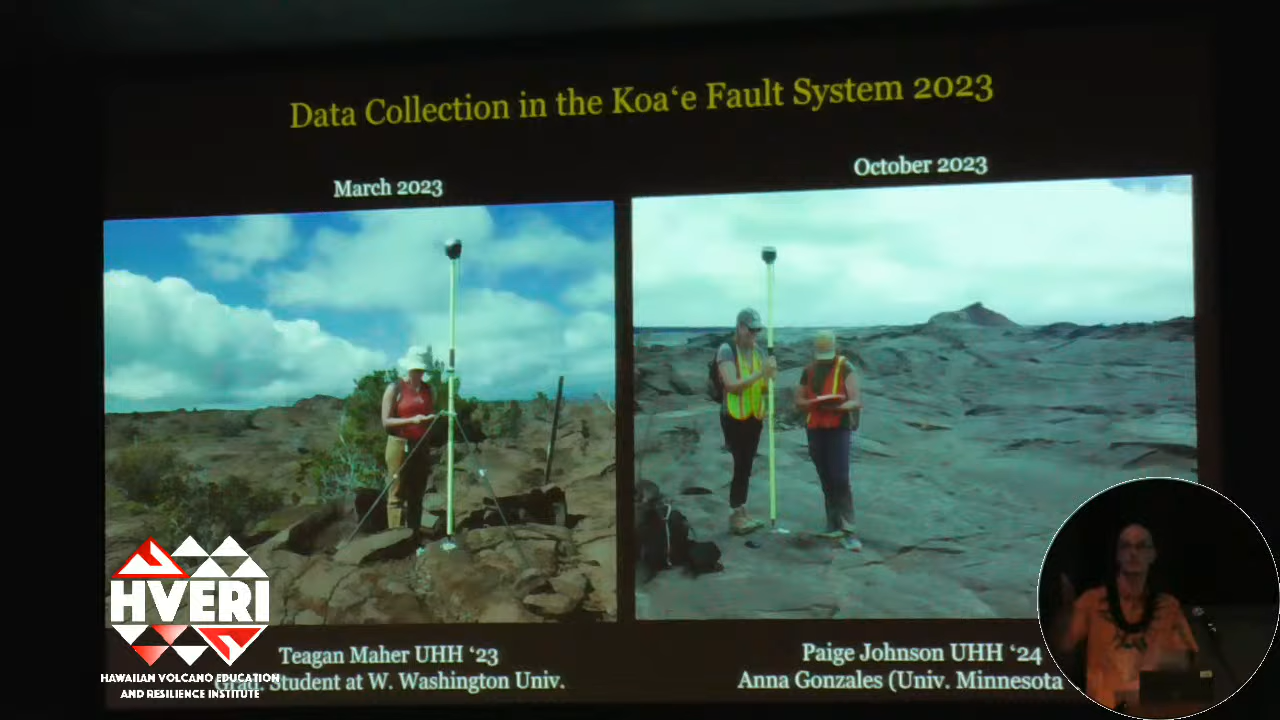 Data Collection in the Koaʻe Fault System 2023
March 2023
October 2023
Teagan Maher UHH ‘23
Grad. Student at W. Washington Univ.
Paige Johnson UHH ‘24
Anna Gonzales (Univ. Minnesota
HVERI
HAWAIIAN VOLCANO EDUCATION
AND RESILIENCE INSTITUTE